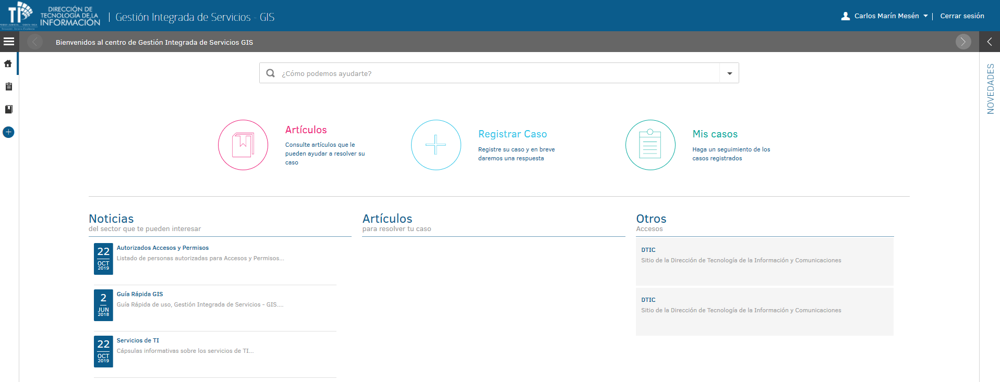 TI
DIRECCIÓN DE
TECNOLOGÍA DE LA
INFORMACIÓN
PODER JUDICIAL - COSTA RICA
Gestión Integrada de Servicios - GIS
Carlos Marín Mesén
Cerrar sesión
Bienvenidos al centro de Gestión Integrada de Servicios GIS
¿Cómo podemos ayudarte?
NOVEDADES
Artículos
Consulte artículos que le
pueden ayudar a resolver su
caso
Registrar Caso
Registre su caso y en breve
daremos una respuesta
Mis casos
Haga un seguimiento de los
casos registrados
Noticias
del sector que te pueden interesar
22
OCT
2019
Autorizados Accesos y Permisos
Listado de personas autorizadas para Accesos y Permisos...
2
JUN
2018
Guía Rápida GIS
Guía Rápida de uso, Gestión Integrada de Servicios - GIS....
22
OCT
2019
Servicios de TI
Cápsulas informativas sobre los servicios de TI...
Artículos
para resolver tu caso
Otros
Accesos
DTIC
Sitio de la Dirección de Tecnología de la Información y Comunicaciones
DTIC
Sitio de la Dirección de Tecnología de la Información y Comunicaciones